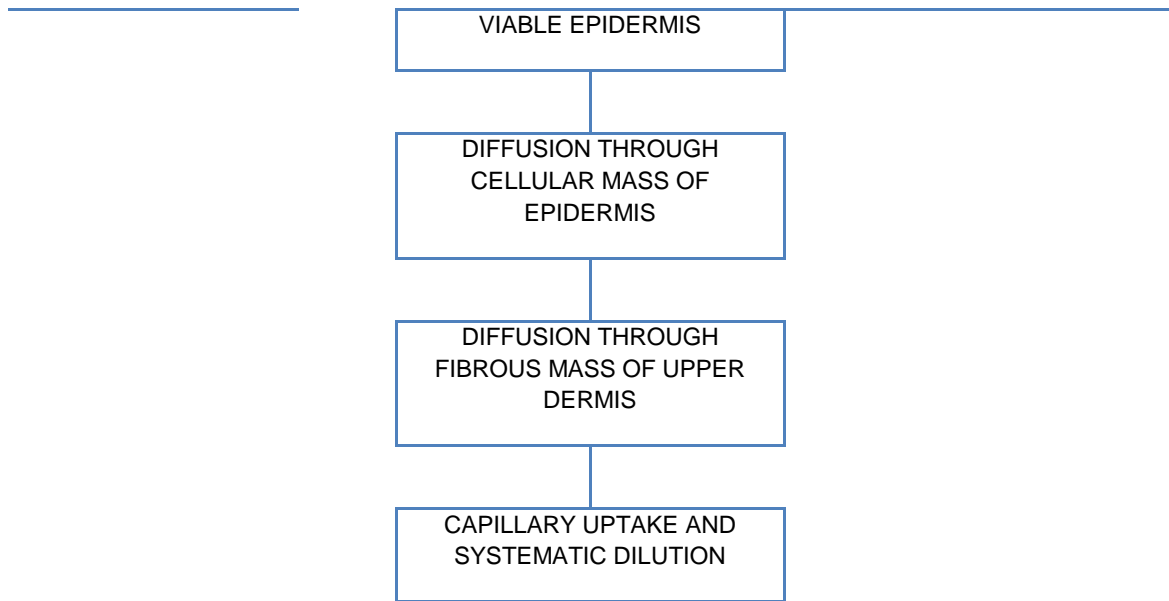 VIABLE EPIDERMIS
DIFFUSION THROUGH
CELLULAR MASS OF
EPIDERMIS
DIFFUSION THROUGH
FIBROUS MASS OF UPPER
DERMIS
CAPILLARY UPTAKE AND
SYSTEMATIC DILUTION